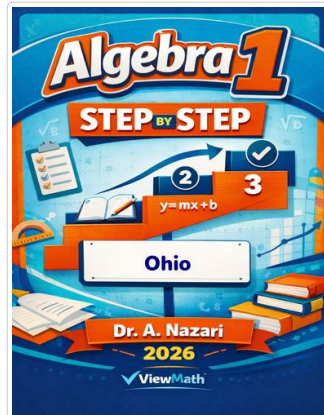 Algebra 1
STEP BY STEP
√x
√D
2
3
y=mx+b
Ohio
Dr. A. Nazari
2026
ViewMath